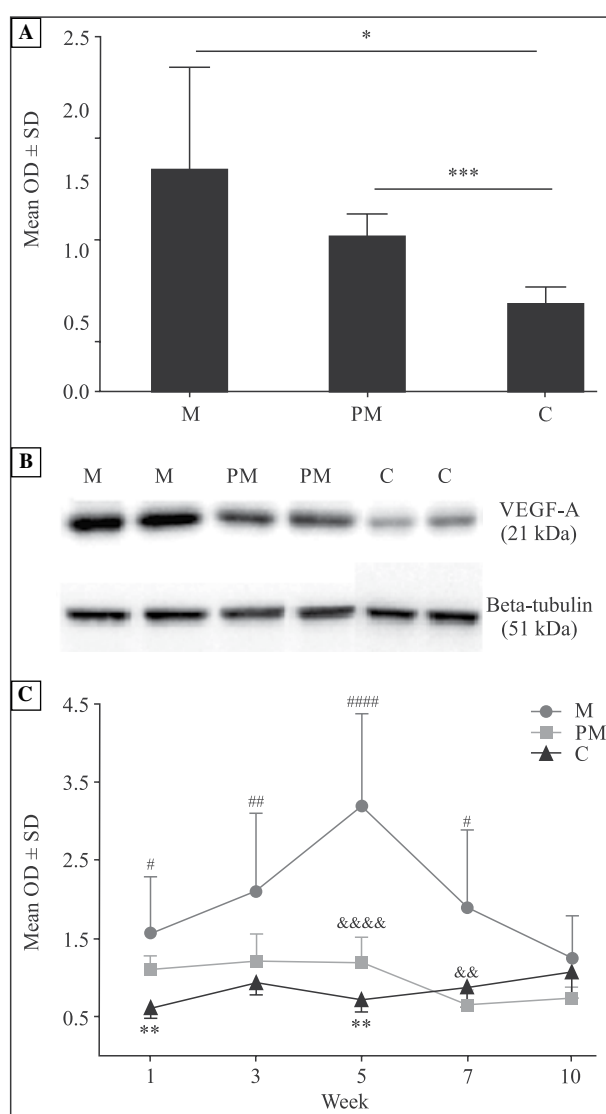 A
2.5
*
2.0
1.5
***
1.0
0.5
0.0
Mean OD ± SD
M PM C
B
M M PM PM C C
VEGF-A
(21 kDa)
Beta-tubulin
(51 kDa)
C
4.5
####
M
PM
C
3.5
##
#
#
2.5
Mean OD ± SD
&&&&
1.5
&&
0.5
** **
1 3 5 7 10
Week